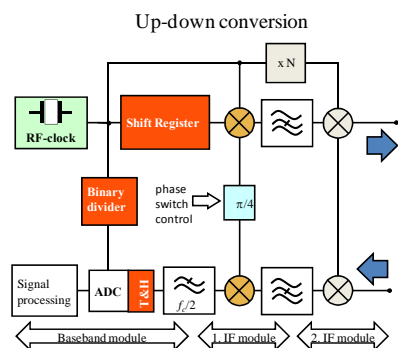 Up-down conversion
x N
RF-clock
Shift Register
Binary
divider
phase
switch
control
π/4
Signal
processing
ADC
T & H
fc/2
Baseband module
1. IF module
2. IF module